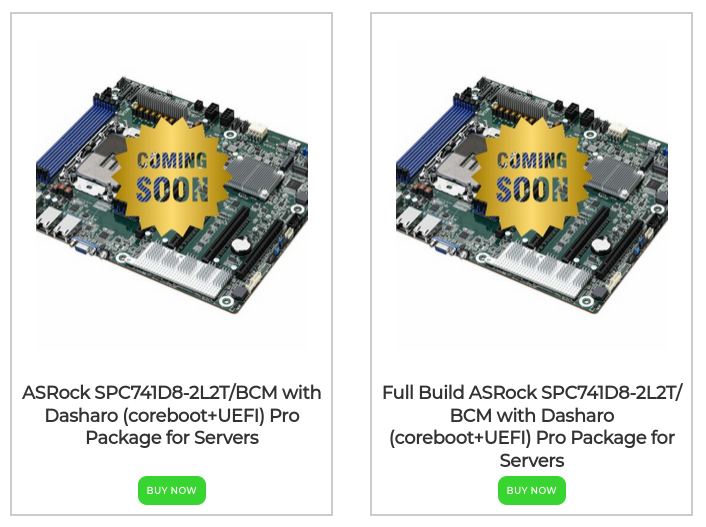 COMING
SOON
COMING
SOON
ASRock SPC741D8-2L2T/BCM with
Dasharo (coreboot+UEFI) Pro
Package for Servers
BUY NOW
Full Build ASRock SPC741D8-2L2T/
BCM with Dasharo
(coreboot+UEFI) Pro Package for
Servers
BUY NOW